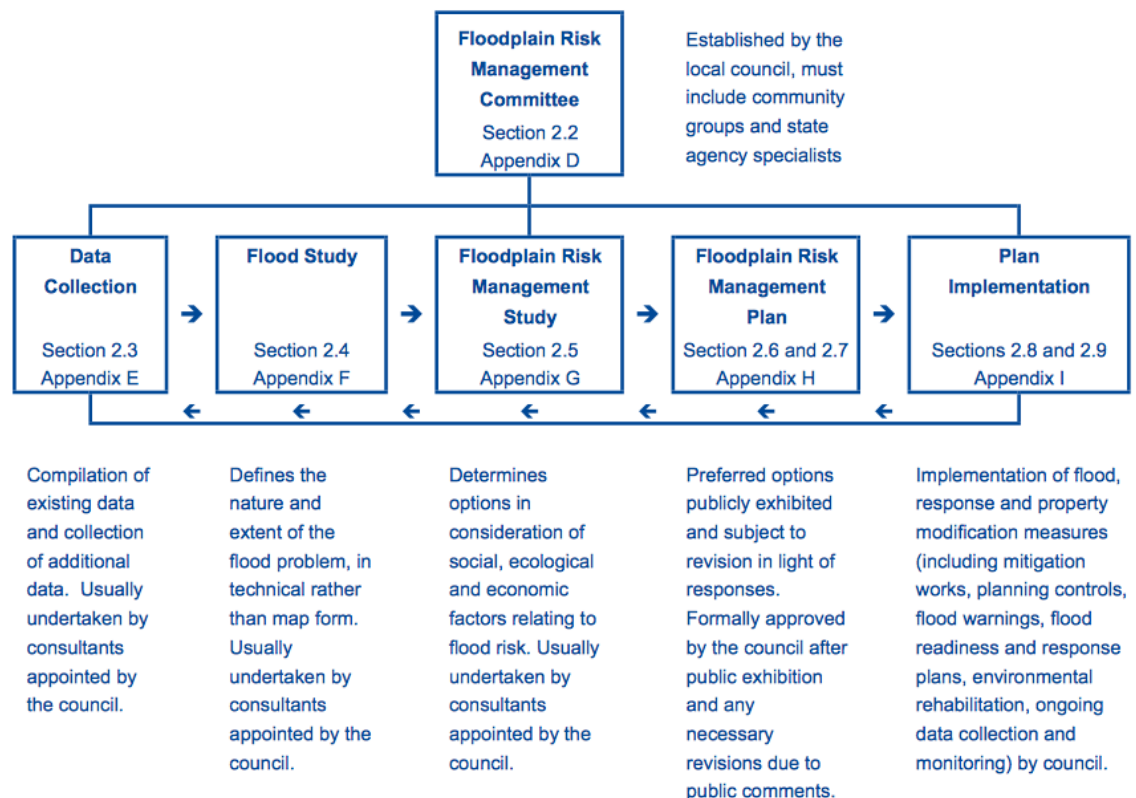 Floodplain Risk
Management
Committee
Section 2.2
Appendix D
Established by the
local council, must
include community
groups and state
agency specialists
Data
Collection
Section 2.3
Appendix E
Flood Study
Section 2.4
Appendix F
Floodplain Risk
Management
Study
Section 2.5
Appendix G
Floodplain Risk
Management
Plan
Section 2.6 and 2.7
Appendix H
Plan
Implementation
Sections 2.8 and 2.9
Appendix I
Compilation of
existing data
and collection
of additional
data. Usually
undertaken by
consultants
appointed by
the council.
Defines the
nature and
extent of the
flood problem, in
technical rather
than map form.
Usually
undertaken by
consultants
appointed by the
council.
Determines
options in
consideration of
social, ecological
and economic
factors relating to
flood risk. Usually
undertaken by
consultants
appointed by the
council.
Preferred options
publicly exhibited
and subject to
revision in light of
responses.
Formally approved
by the council after
public exhibition
and any
necessary
revisions due to
public comments.
Implementation of flood,
response and property
modification measures
(including mitigation
works, planning controls,
flood warnings, flood
readiness and response
plans, environmental
rehabilitation, ongoing
data collection and
monitoring) by council.